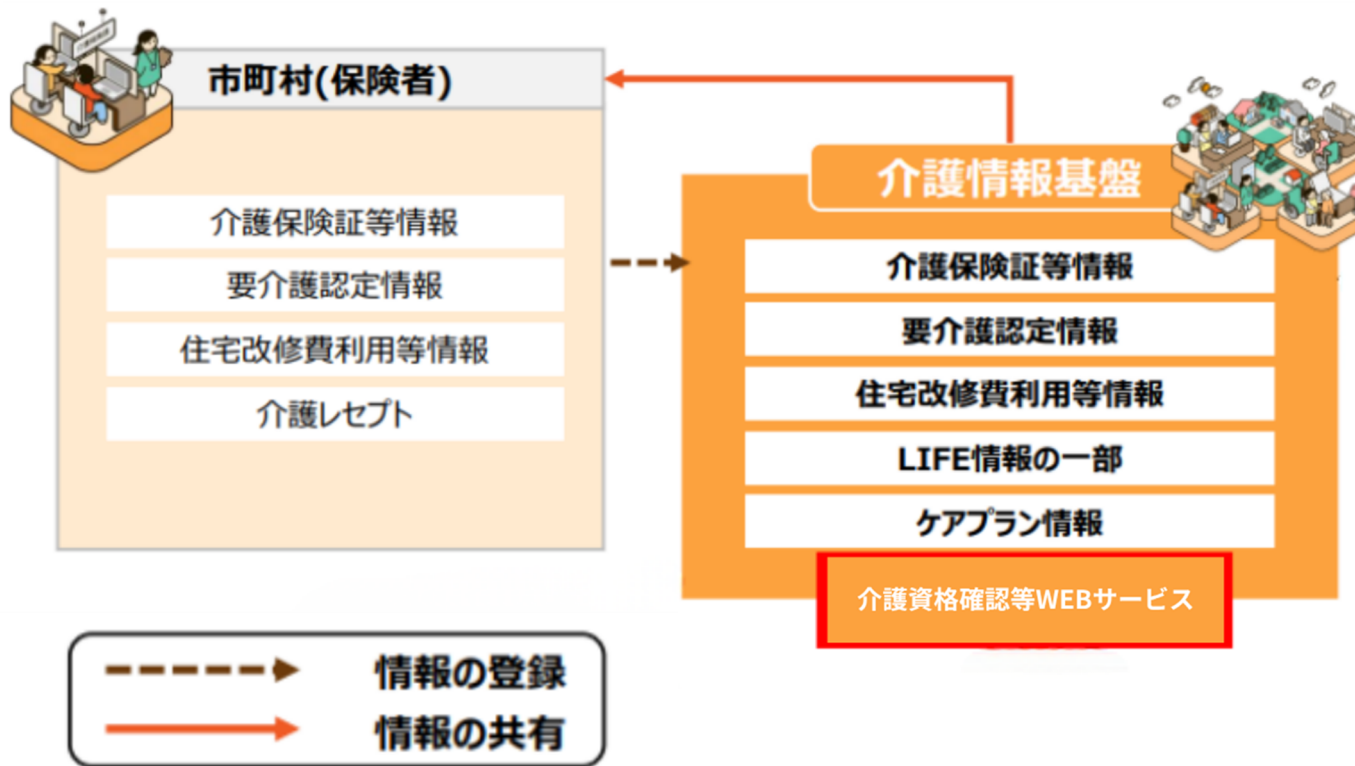 市町村(保険者)
介護保険証等情報
要介護認定情報
住宅改修費利用等情報
介護レセプト
介護情報基盤
介護保険証等情報
要介護認定情報
住宅改修費利用等情報
LIFE情報の一部
ケアプラン情報
介護資格確認等WEBサービス
情報の登録
情報の共有